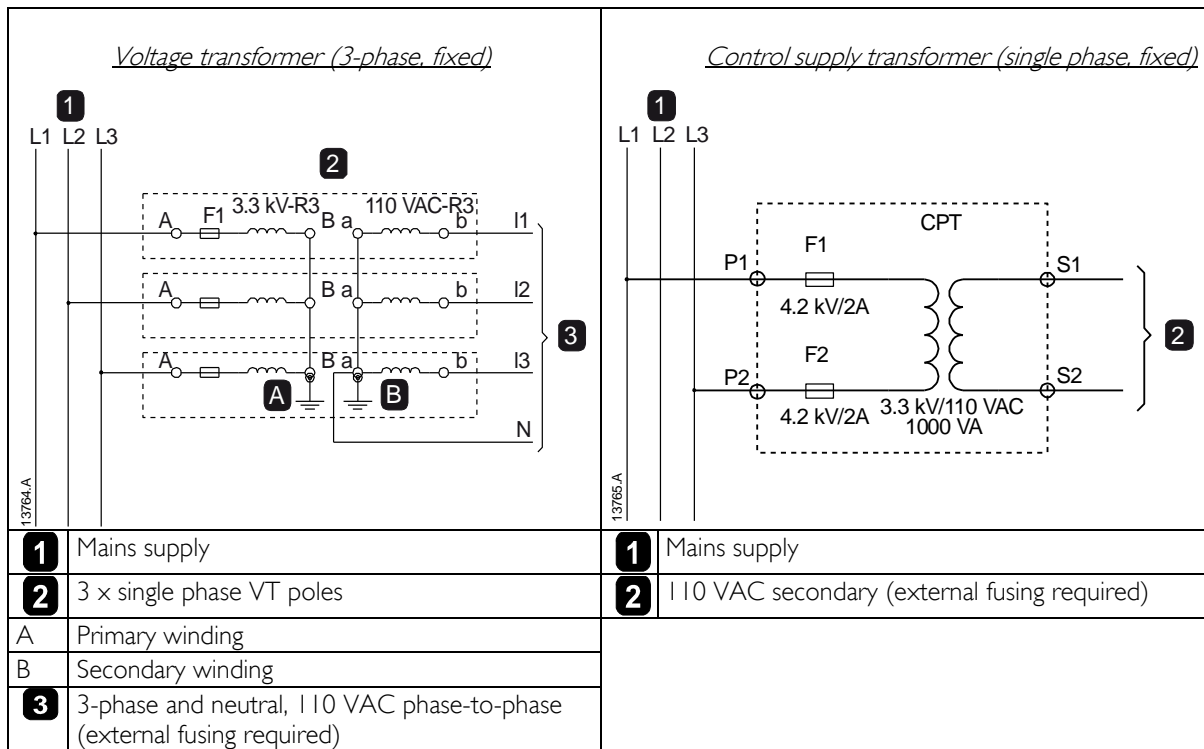 Voltage transformer (3-phase, fixed)
1
L1 L2 L3
2
A F1 3.3 kV-R3 B a 110 VAC-R3 b I1
A B a b I2
3
A B a b I3
A B
N
13764.A
1 Mains supply
2 3 x single phase VT poles
A Primary winding
B Secondary winding
3 3-phase and neutral, 110 VAC phase-to-phase
(external fusing required)
Control supply transformer (single phase, fixed)
1
L1 L2 L3
CPT
F1
P1 S1
4.2 kV/2A
2
F2
P2 S2
4.2 kV/2A 3.3 kV/110 VAC
1000 VA
13765.A
1 Mains supply
2 110 VAC secondary (external fusing required)